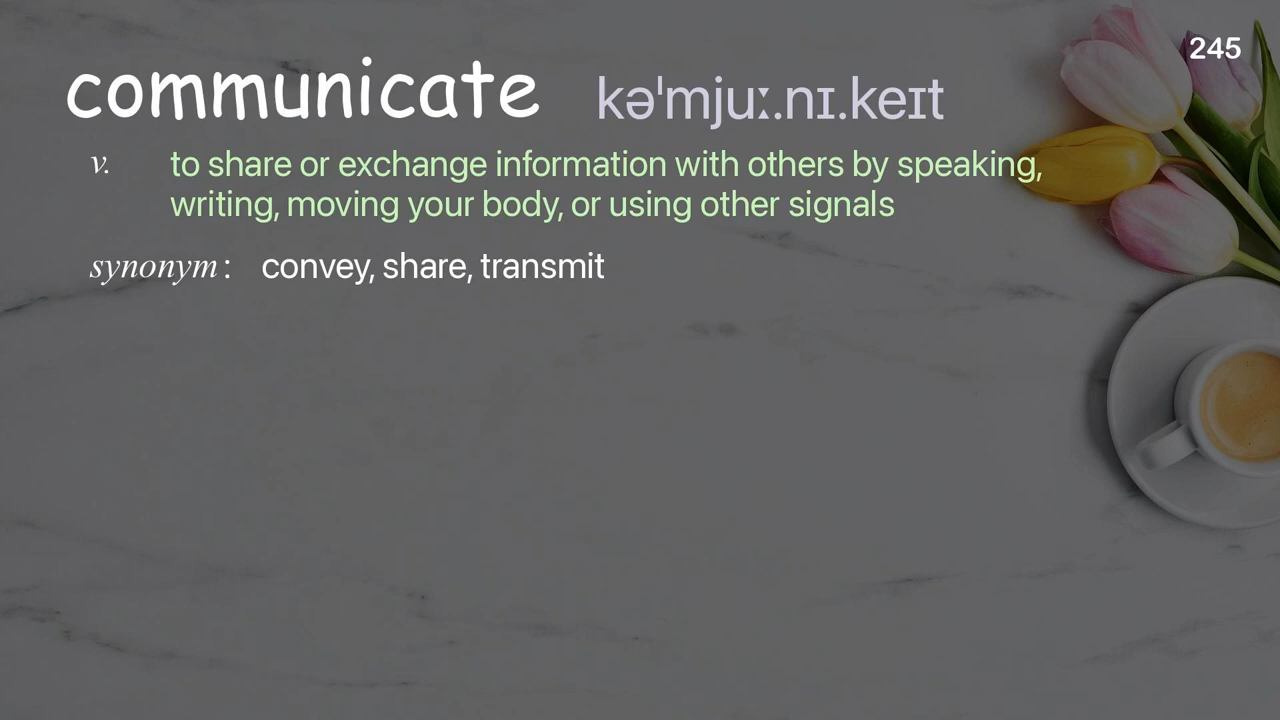 245
communicate kəˈmjuː.nɪ.keɪt
v. to share or exchange information with others by speaking,
writing, moving your body, or using other signals
synonym : convey, share, transmit